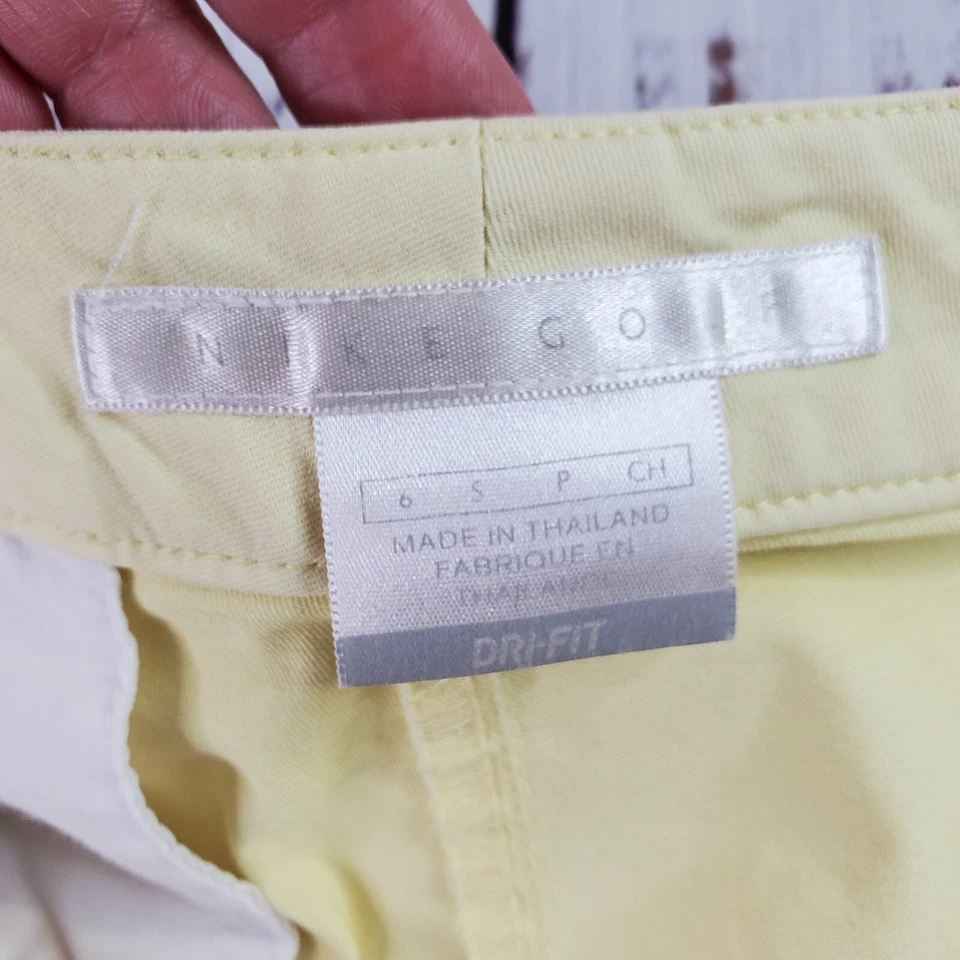 NIKE GOLF
6 S P CH
MADE IN THAILAND
FABRIQUE EN
THAILANDE
DRI-FIT